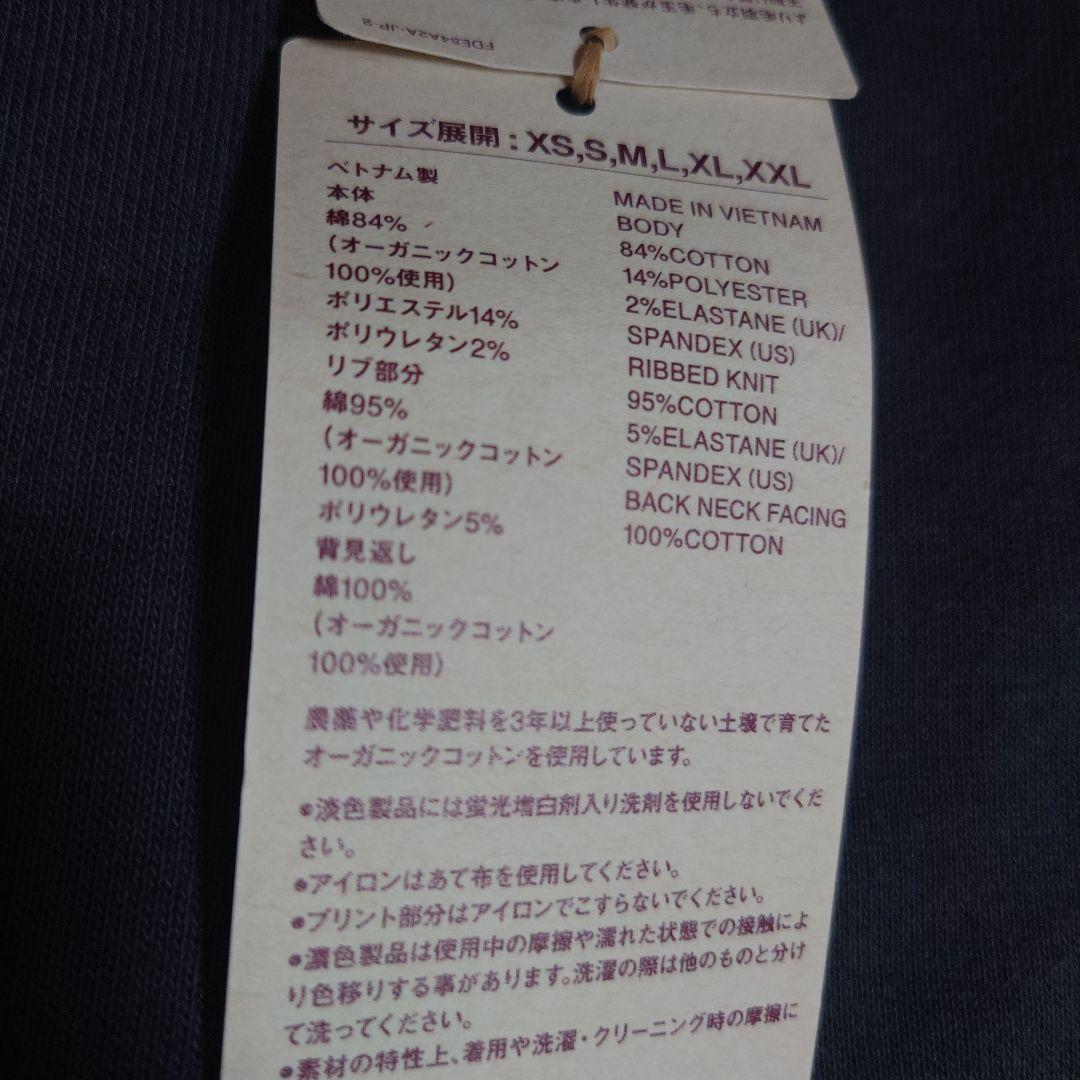 より毛羽立ち、毛玉が発生し
FDE54A2A-JP-2
サイズ展開：XS,S,M,L,XL,XXL
ベトナム製
本体
綿84%
(オーガニックコットン
100%使用)
ポリエステル14%
ポリウレタン2%
リブ部分
綿95%
(オーガニックコットン
100%使用)
ポリウレタン5%
背見返し
綿100%
(オーガニックコットン
100%使用)
MADE IN VIETNAM
BODY
84%COTTON
14%POLYESTER
2%ELASTANE (UK)/
SPANDEX (US)
RIBBED KNIT
95%COTTON
5%ELASTANE (UK)/
SPANDEX (US)
BACK NECK FACING
100%COTTON
農薬や化学肥料を3年以上使っていない土壌で育てた
オーガニックコットンを使用しています。
●淡色製品には蛍光増白剤入り洗剤を使用しないでくだ
さい。
●アイロンはあて布を使用してください。
●プリント部分はアイロンでこすらないでください。
●濃色製品は使用中の摩擦や濡れた状態での接触によ
り色移りする事があります。洗濯の際は他のものと分け
て洗ってください。
●素材の特性上、着用や洗濯・クリーニング時の摩擦に